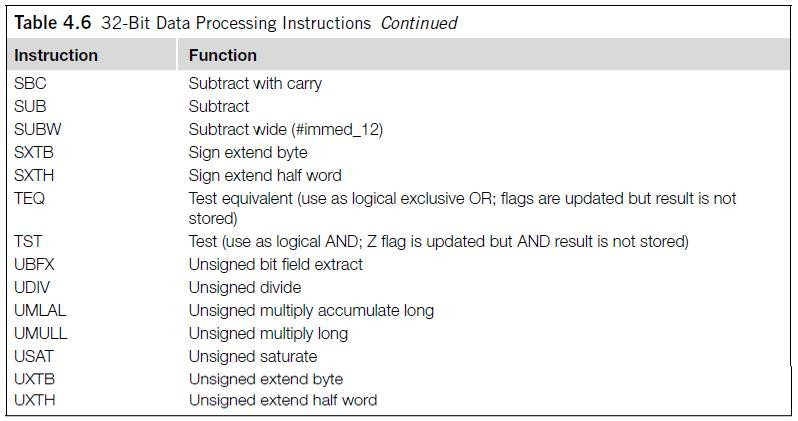 Table 4.6 32-Bit Data Processing Instructions Continued
Instruction Function
SBC Subtract with carry
SUB Subtract
SUBW Subtract wide (#immed_12)
SXTB Sign extend byte
SXTH Sign extend half word
TEQ Test equivalent (use as logical exclusive OR; flags are updated but result is not
stored)
TST Test (use as logical AND; Z flag is updated but AND result is not stored)
UBFX Unsigned bit field extract
UDIV Unsigned divide
UMLAL Unsigned multiply accumulate long
UMULL Unsigned multiply long
USAT Unsigned saturate
UXTB Unsigned extend byte
UXTH Unsigned extend half word